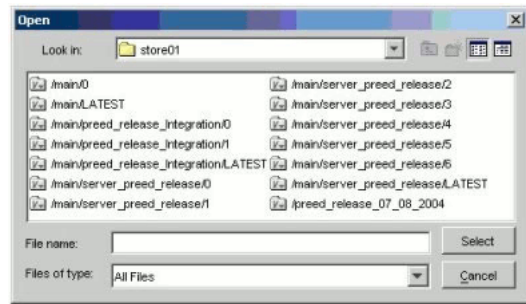 Open
Look in:
store01
/main/0
/main/LATEST
/main/preed_release_Integration/0
/main/preed_release_Integration/1
/main/preed_release_Integration/LATEST
/main/server_preed_release/0
/main/server_preed_release/1
/main/server_preed_release/2
/main/server_preed_release/3
/main/server_preed_release/4
/main/server_preed_release/5
/main/server_preed_release/6
/main/server_preed_release/LATEST
/preed_release_07_08_2004
File name:
Select
Files of type:
All Files
Cancel